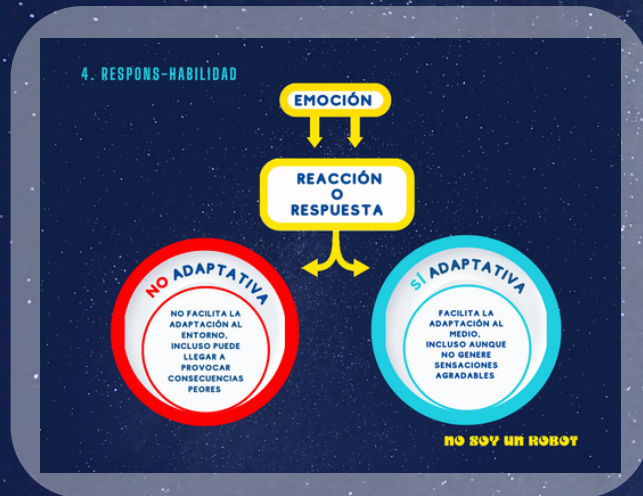 4. RESPONS-HABILIDAD
EMOCIÓN
REACCIÓN
O
RESPUESTA
NO ADAPTATIVA
NO FACILITA LA
ADAPTACIÓN AL
ENTORNO,
INCLUSO PUEDE
LLEGAR A
PROVOCAR
CONSECUENCIAS
PEORES
SÍ ADAPTATIVA
FACILITA LA
ADAPTACIÓN AL
MEDIO,
INCLUSO AUNQUE
NO GENERE
SENSACIONES
AGRADABLES
NO SOY UN ROBOT